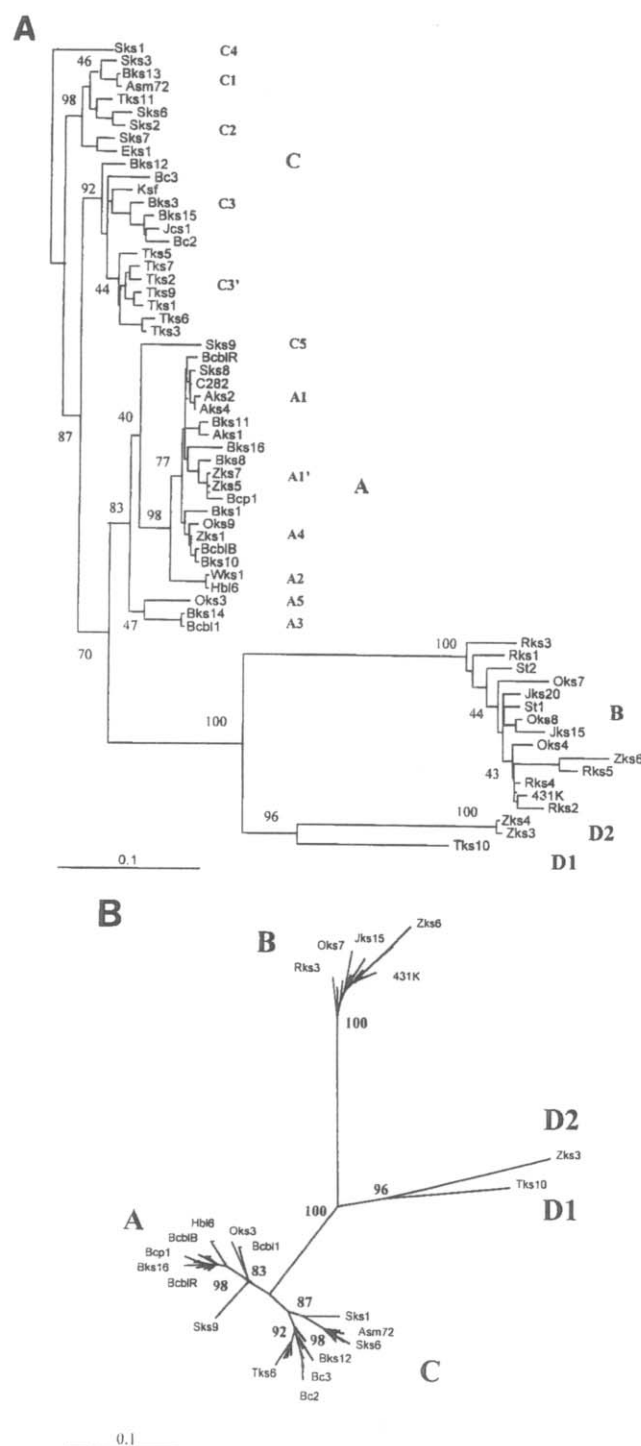 A
Sks1 C4
46 Sks3
Bks13 C1
Asm72
98 Tks11
Sks6
Sks2 C2
Sks7
Eks1
C
Bks12
92 Bc3
Ksf
Bks3 C3
Bks15
Jcs1
Bc2
Tks5
Tks7
44 Tks2 C3'
Tks9
Tks1
Tks6
Tks3
Sks9 C5
BcblR
Sks8
C282
40 Aks2 A1
Aks4
Bks11
87 Aks1
77 Bks16
Bks8
Zks7 A1'
A
Zks5
Bcp1
83 98 Bks1
Oks9
Zks1 A4
BcblB
Bks10
Wks1 A2
Hbl6
Oks3 A5
47 Bks14
Bcbl1 A3
70 100 Rks3
Rks1
St2
Oks7
44 Jks20
St1 B
Oks8
100 Jks15
Oks4
Zks6
43 Rks5
Rks4
431K
Rks2
96 100 Zks4
Zks3 D2
Tks10
D1
0.1
B
B
Zks6
Oks7 Jks15
Rks3 431K
100
D2
Zks3
96
Tks10
100
D1
A
Hbl6
BcblB Oks3
Bcp1 Bcbl1
Bks16 83
BcblR 98
87
Sks9 Sks1
92 98 Asm72
Sks6
Tks6 Bks12
Bc3 C
Bc2
0.1